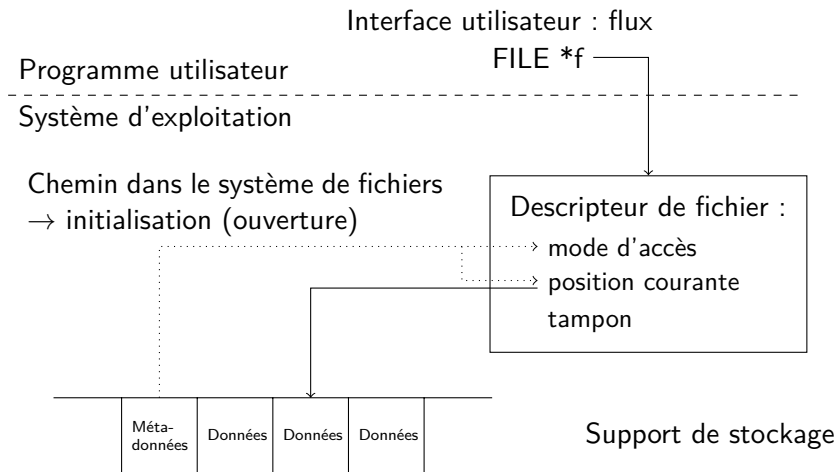 Interface utilisateur : flux
FILE *f
Programme utilisateur
Système d'exploitation
Chemin dans le système de fichiers
→ initialisation (ouverture)
Descripteur de fichier :
mode d'accès
position courante
tampon
Méta-
données
Données
Données
Données
Support de stockage